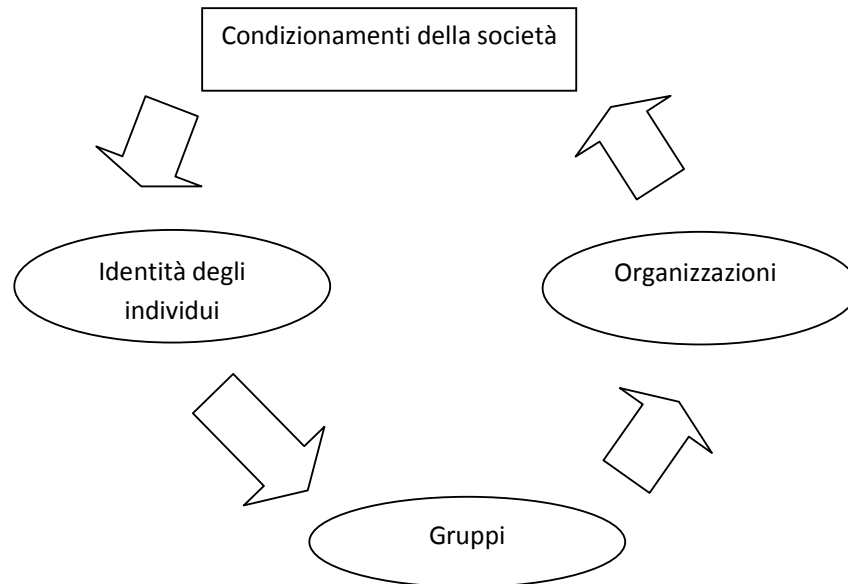 Condizionamenti della società
Identità degli
individui
Organizzazioni
Gruppi